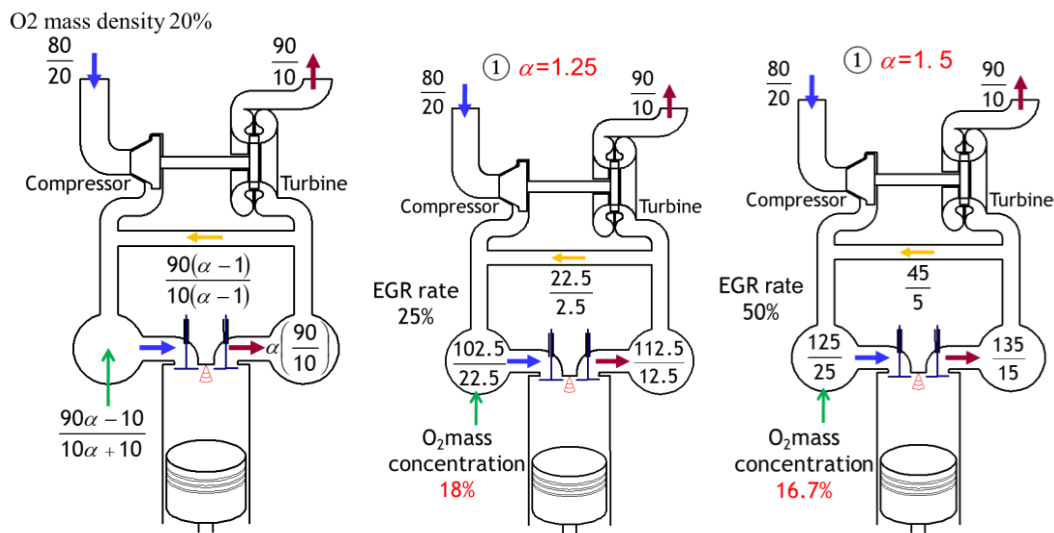 O2 mass density 20%
80
20
90
10
Compressor
Turbine
90(α − 1)
10(α − 1)
α(90
10)
90α − 10
10α + 10
① α=1.25
80
20
90
10
Compressor
Turbine
22.5
2.5
EGR rate
25%
102.5
22.5
112.5
12.5
O₂mass
concentration
18%
① α=1. 5
80
20
90
10
Compressor
Turbine
45
5
EGR rate
50%
125
25
135
15
O₂mass
concentration
16.7%